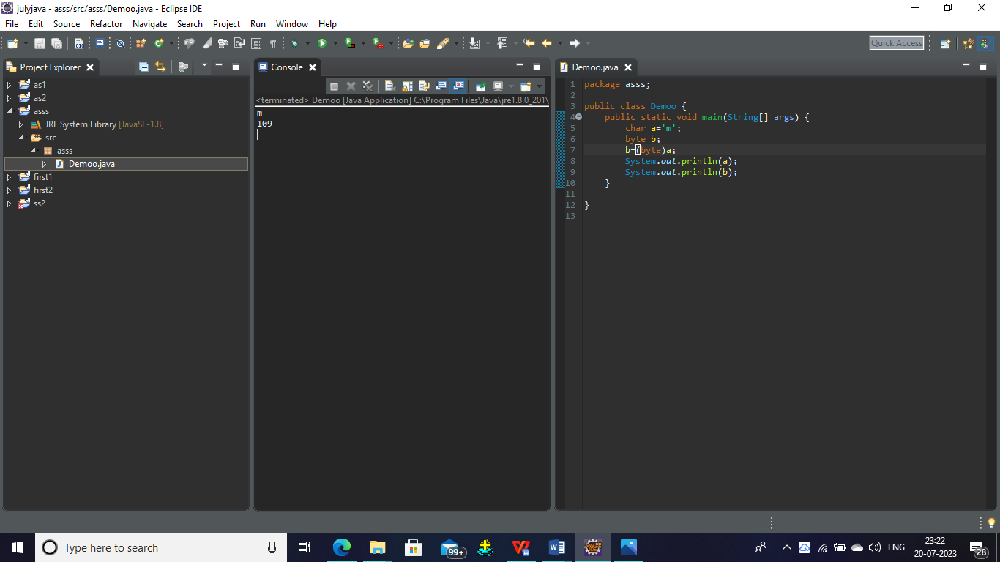 julyjava - asss/src/asss/Demoo.java - Eclipse IDE
File Edit Source Refactor Navigate Search Project Run Window Help
Quick Access
Project Explorer
as1
as2
asss
JRE System Library [JavaSE-1.8]
src
asss
Demoo.java
first1
first2
ss2
Console
<terminated> Demoo [Java Application] C:\Program Files\Java\jre1.8.0_201\
m
109
Demoo.java
1 package asss;
2
3 public class Demoo {
4 public static void main(String[] args) {
5 char a='m';
6 byte b;
7 b=(byte)a;
8 System.out.println(a);
9 System.out.println(b);
10 }
11
12 }
13
Type here to search
99+
ENG
23:22
20-07-2023
28